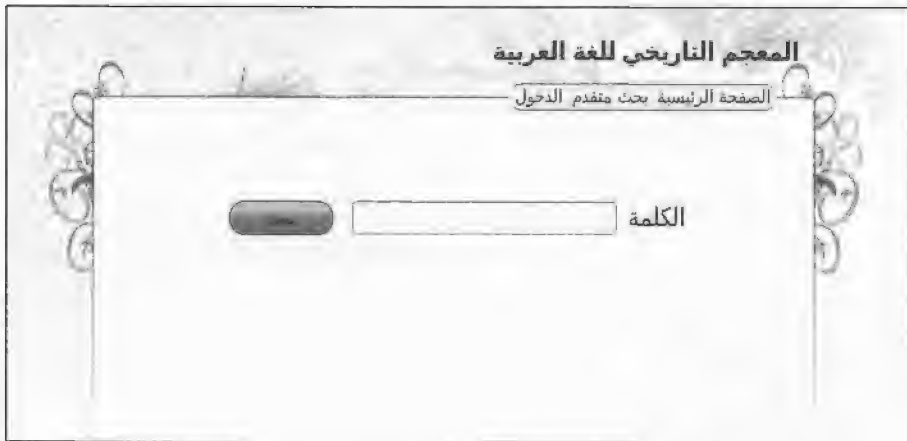 المعجم التاريخي للغة العربية
الصفحة الرئيسية بحث متقدم الدخول
الكلمة